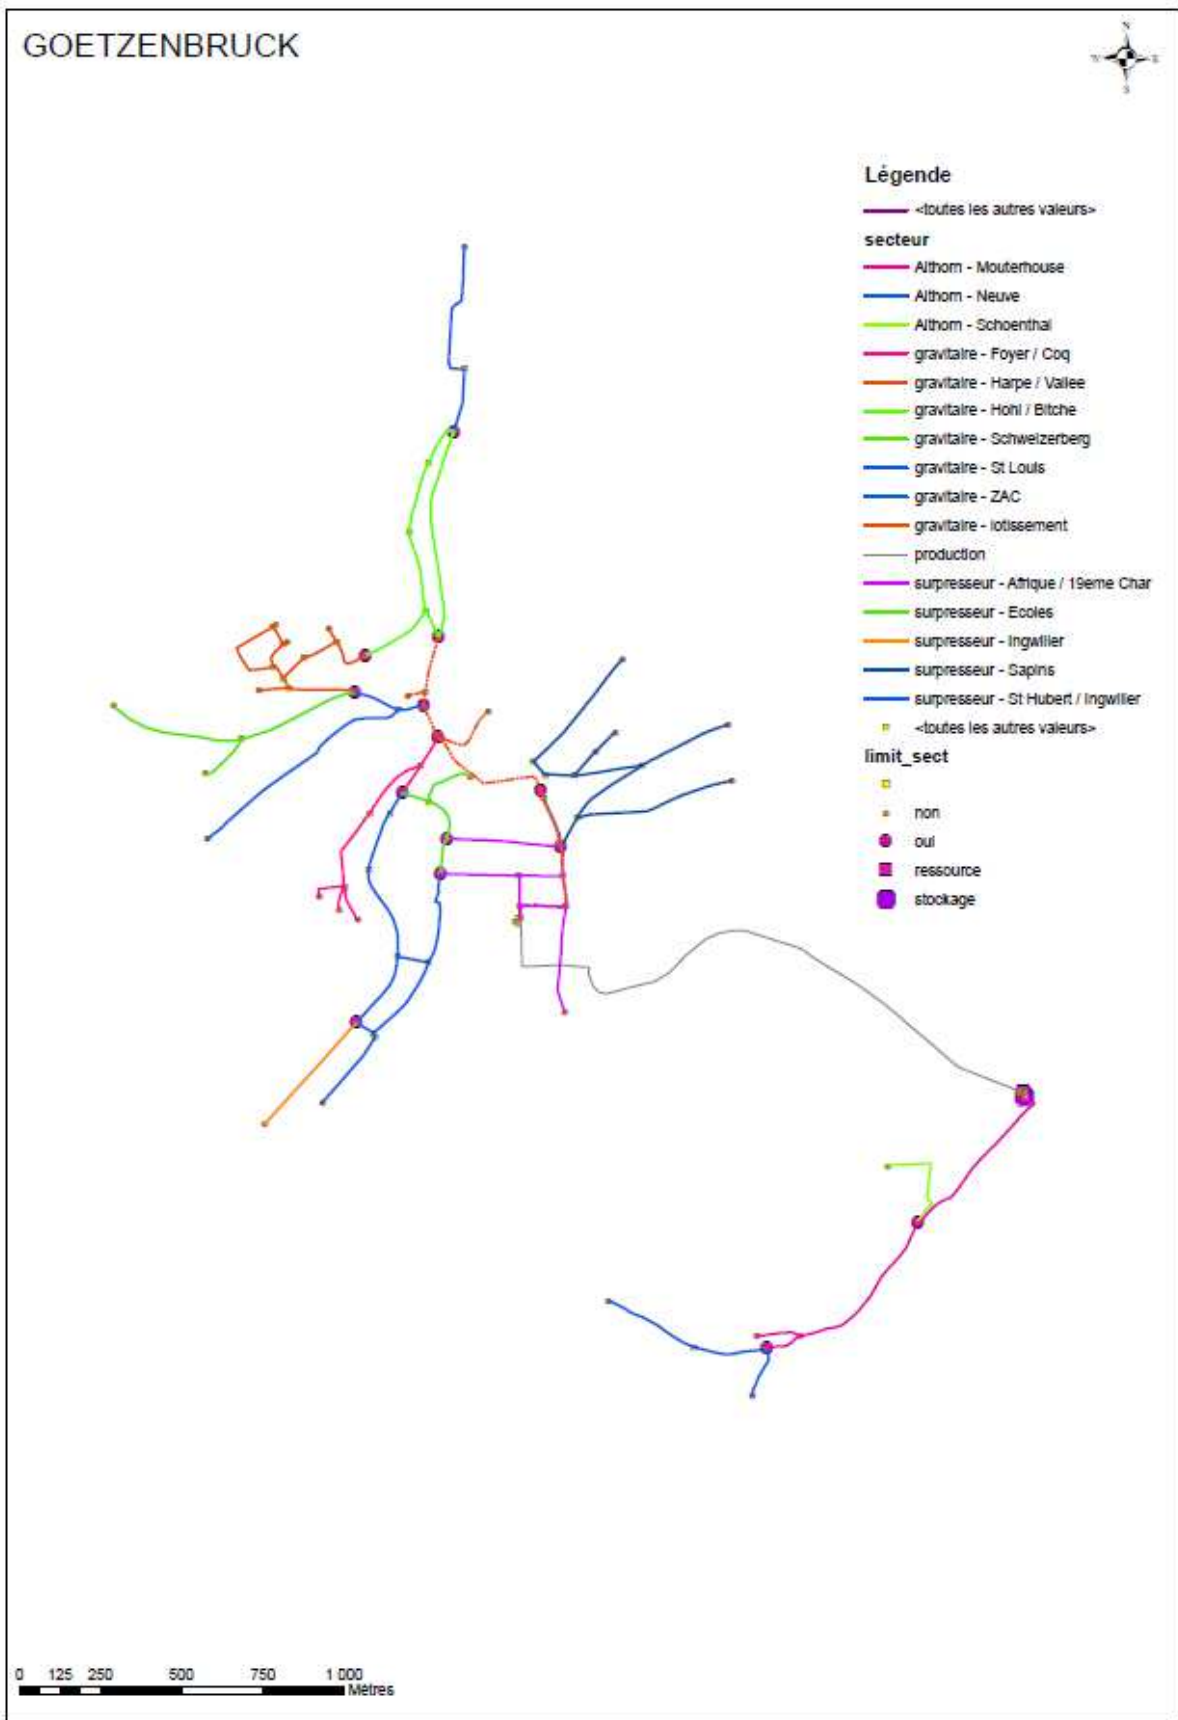 GOETZENBRUCK
N
W E
S
Légende
<toutes les autres valeurs>
secteur
Althorn - Mouterhouse
Althorn - Neuve
Althorn - Schoenthal
gravitaire - Foyer / Coq
gravitaire - Harpe / Vallee
gravitaire - Hohl / Bitche
gravitaire - Schweizerberg
gravitaire - St Louis
gravitaire - ZAC
gravitaire - lotissement
production
surpresseur - Afrique / 19eme Char
surpresseur - Ecoles
surpresseur - Ingwiller
surpresseur - Sapins
surpresseur - St Hubert / Ingwiller
<toutes les autres valeurs>
limit_sect
non
oui
ressource
stockage
0 125 250 500 750 1 000
Mètres